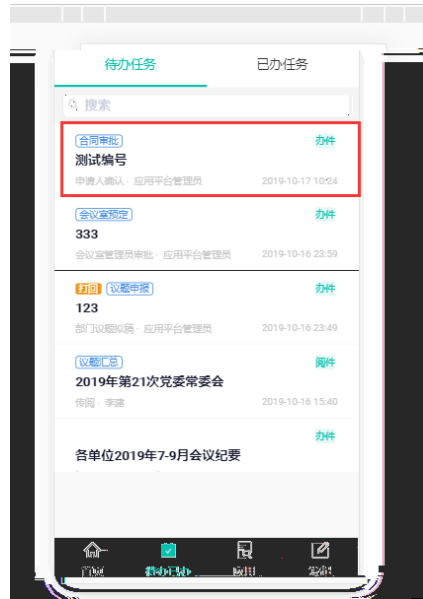 待办任务 已办任务
搜索
合同审批 办件
测试编号
申请人确认 · 应用平台管理员 2019-10-17 10:24
会议室预定 办件
333
会议室管理员审批 · 应用平台管理员 2019-10-16 23:59
打回 议题申报 办件
123
部门议题拟稿 · 应用平台管理员 2019-10-16 23:49
议题汇总 阅件
2019年第21次党委常委会
传阅 · 李建 2019-10-16 15:40
办件
各单位2019年7-9月会议纪要